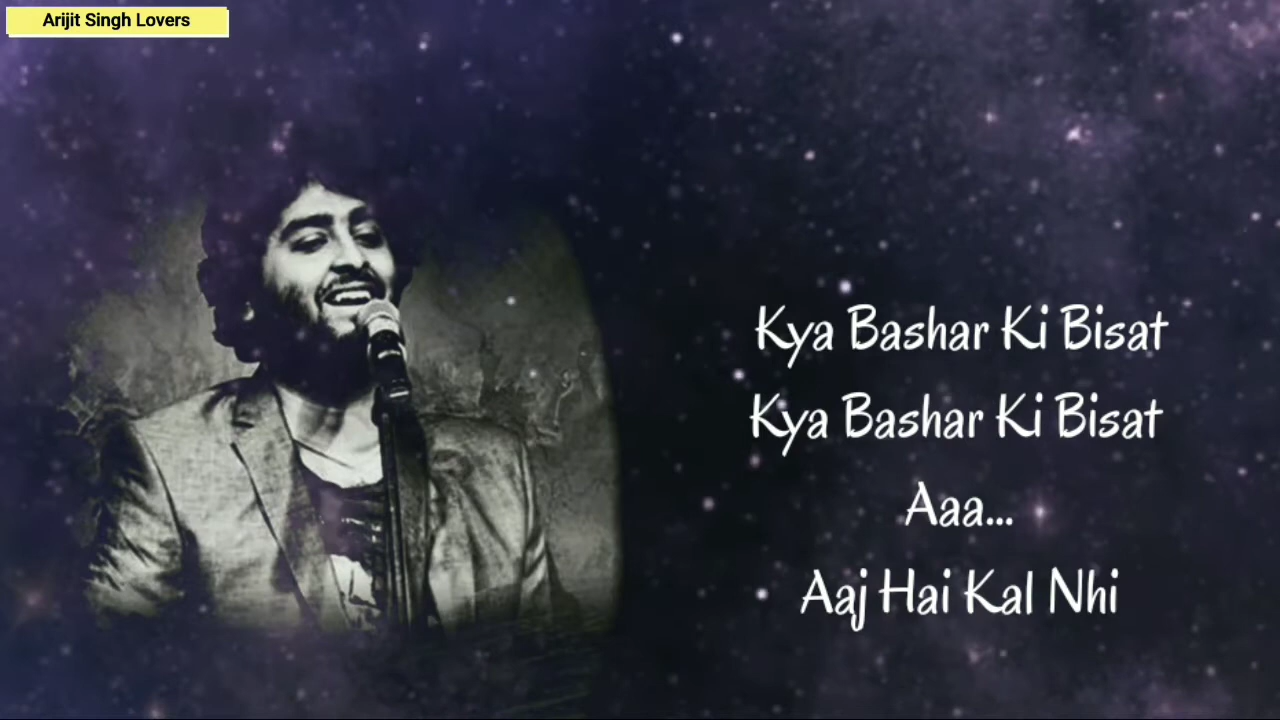 Arijit Singh Lovers
Kya Bashar Ki Bisat
Kya Bashar Ki Bisat
Aaa...
Aaj Hai Kal Nhi